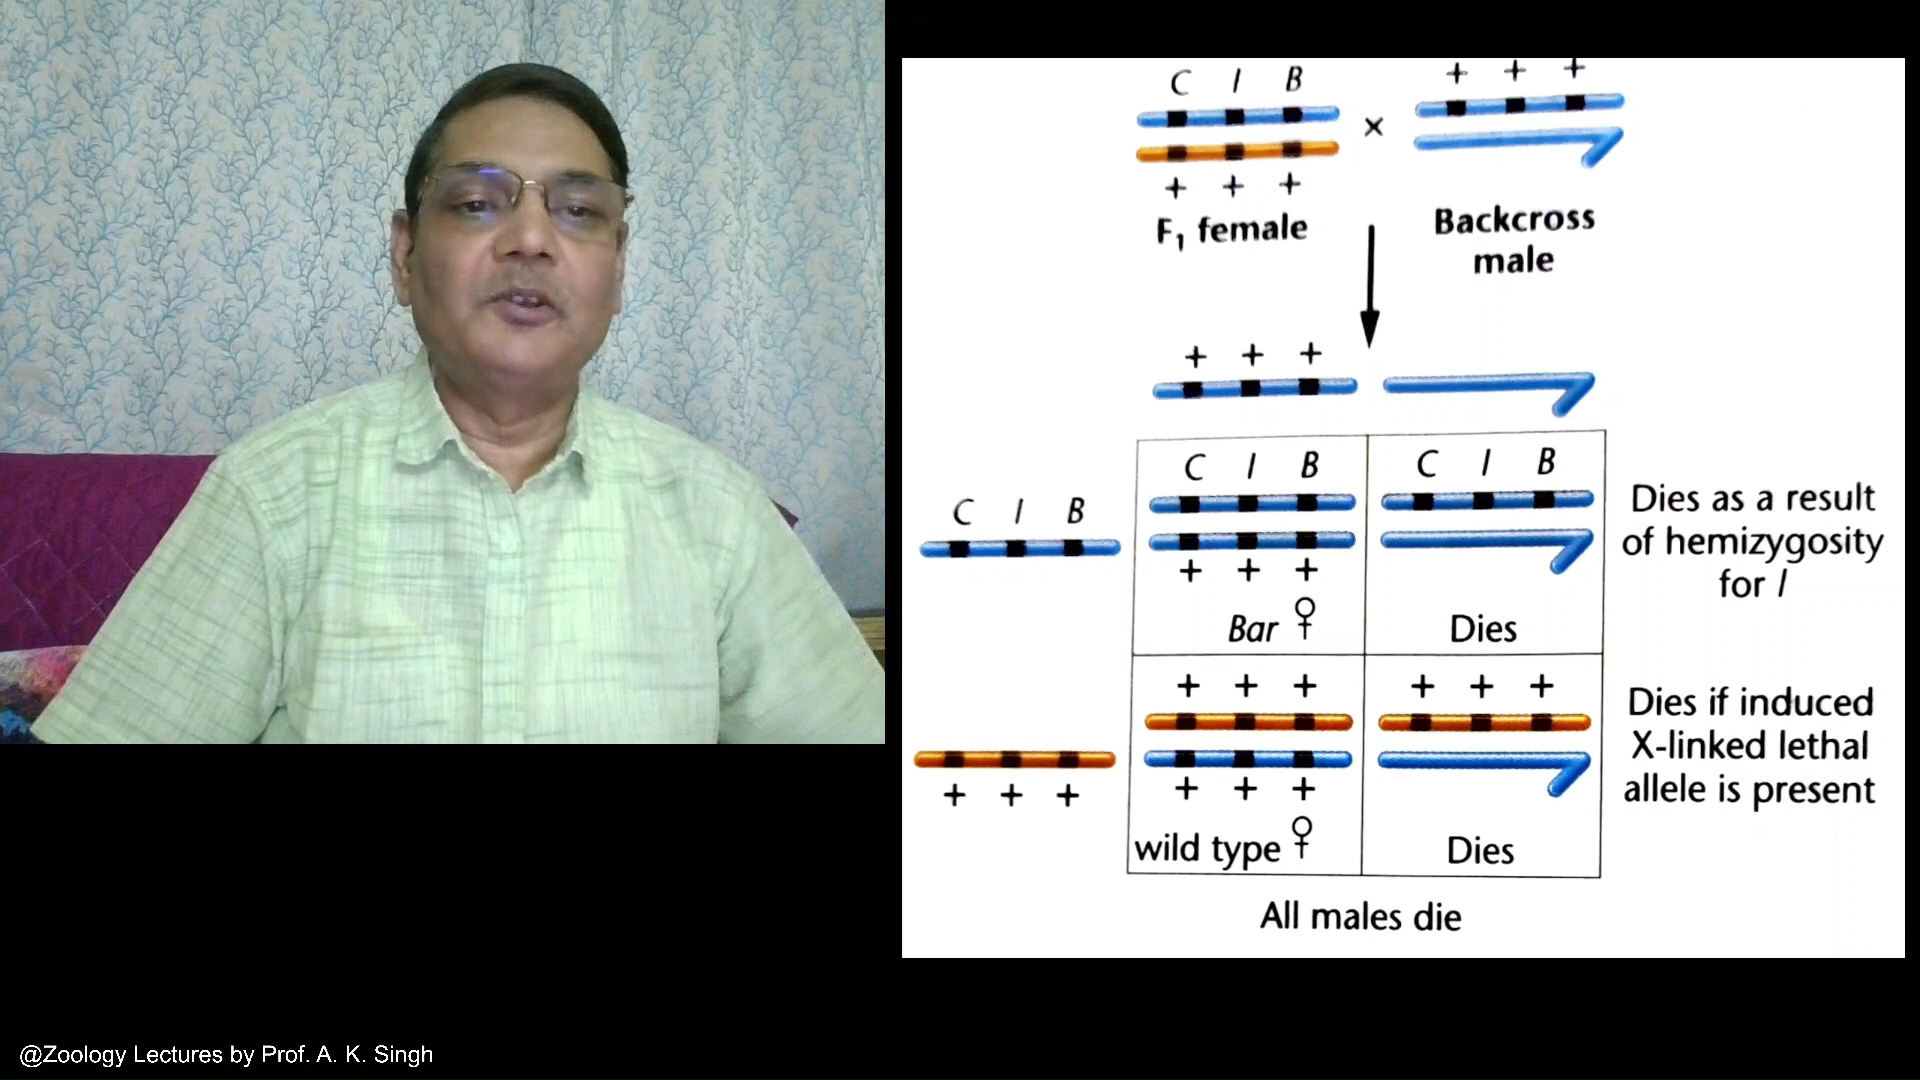 C l B
+ + +
+ + +
×
F₁ female
Backcross
male
+ + +
C l B
C l B
C l B
+ + +
Bar ♀
Dies
Dies as a result
of hemizygosity
for l
+ + +
+ + +
+ + +
+ + +
wild type ♀
Dies
Dies if induced
X-linked lethal
allele is present
All males die
@Zoology Lectures by Prof. A. K. Singh